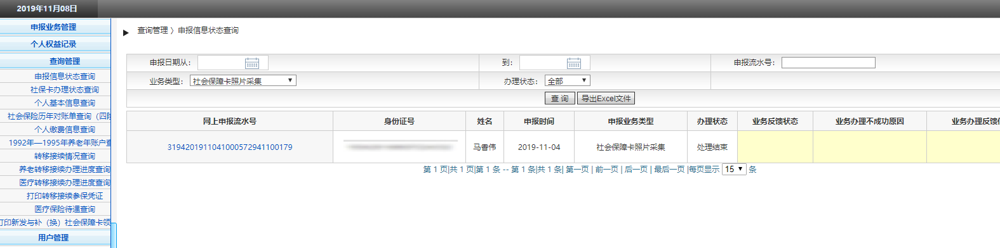 2019年11月08日
申报业务管理
个人权益记录
查询管理
申报信息状态查询
社保卡办理状态查询
个人基本信息查询
社会保险历年对账单查询（四险
个人缴费信息查询
1992年—1995年养老年账户查
转移接续情况查询
养老转移接续办理进度查询
医疗转移接续办理进度查询
打印转移接续参保凭证
医疗保险待遇查询
打印新发与补（换）社会保障卡领
用户管理
查询管理 〉申报信息状态查询
申报日期从： 到： 申报流水号：
业务类型： 社会保障卡照片采集 办理状态： 全部
查 询 导出Excel文件
网上申报流水号 身份证号 姓名 申报时间 申报业务类型 办理状态 业务反馈状态 业务办理不成功原因 业务办理反馈信
31942019110410005729411​00179 马香伟 2019-11-04 社会保障卡照片采集 处理结束
第 1 页|共 1 页|第 1 条 -- 第 1 条|共 1 条| 第一页 | 前一页 | 后一页 | 最后一页 |每页显示 15 条